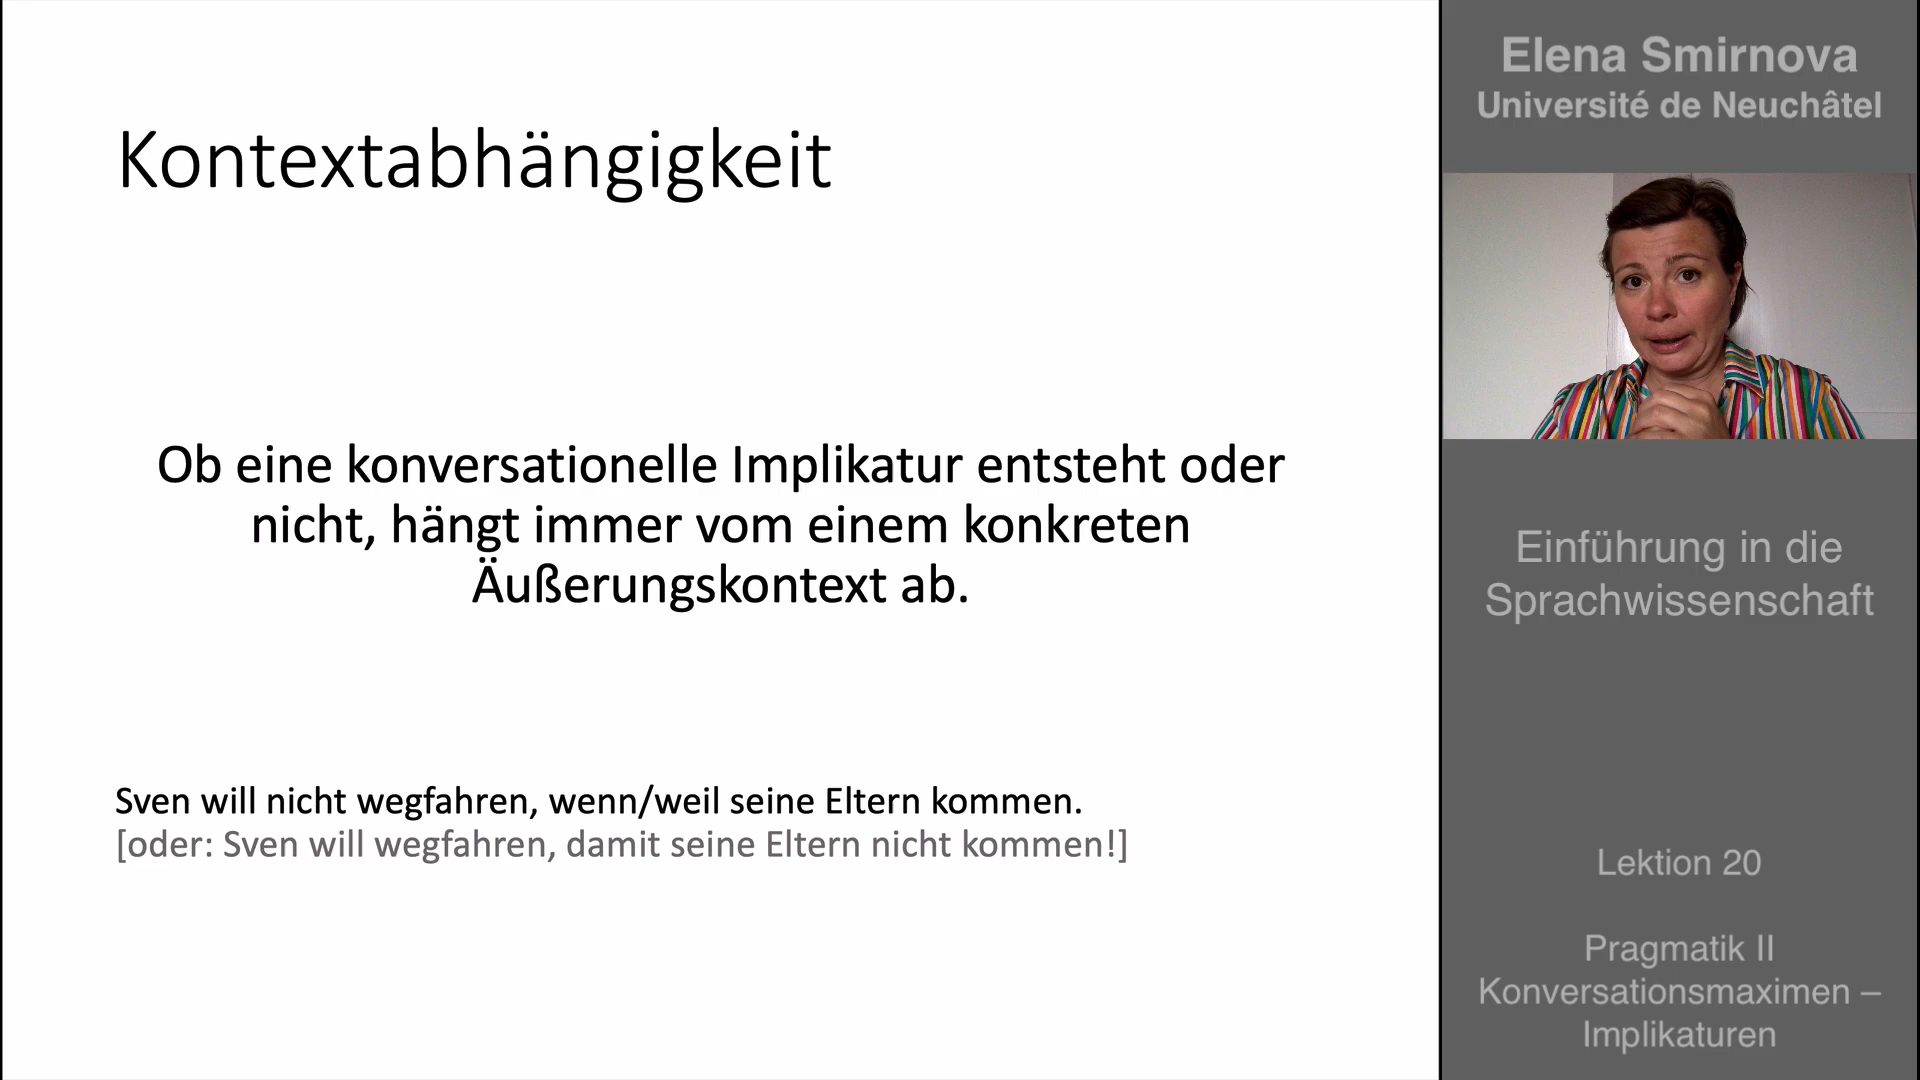 Kontextabhängigkeit
Ob eine konversationelle Implikatur entsteht oder
nicht, hängt immer vom einem konkreten
Äußerungskontext ab.
Sven will nicht wegfahren, wenn/weil seine Eltern kommen.
[oder: Sven will wegfahren, damit seine Eltern nicht kommen!]
Elena Smirnova
Université de Neuchâtel
Einführung in die
Sprachwissenschaft
Lektion 20
Pragmatik II
Konversationsmaximen –
Implikaturen